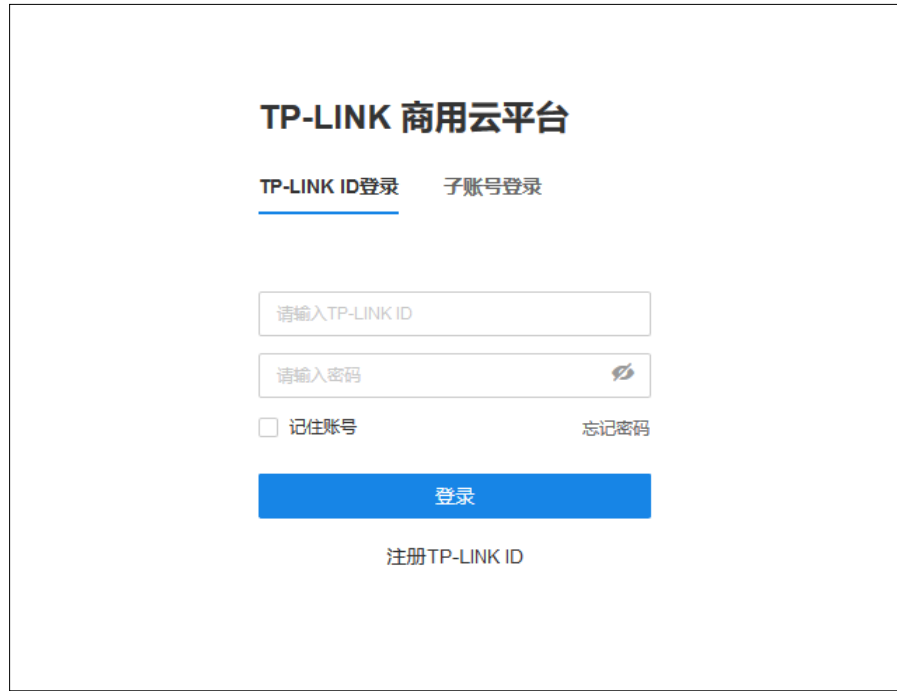 TP-LINK 商用云平台
TP-LINK ID登录 子账号登录
请输入TP-LINK ID
请输入密码
记住账号 忘记密码
登录
注册TP-LINK ID